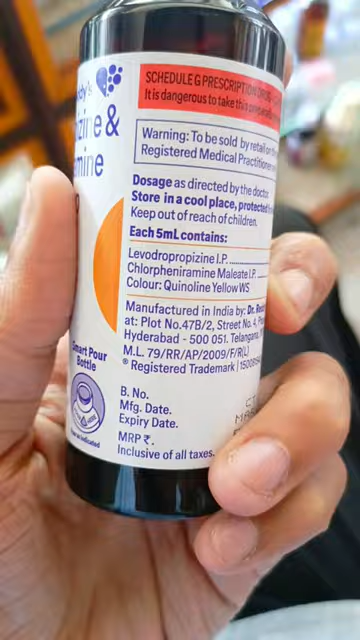 SCHEDULE G PRESCRIPTION DRUG -
It is dangerous to take this preparation
Warning: To be sold by retail on
Registered Medical Practitioner
Dosage as directed by the doctor.
Store in a cool place, protected
Keep out of reach of children.
Each 5mL contains:
Levodropropizine I.P.
Chlorpheniramine Maleate I.P.
Colour: Quinoline Yellow WS
Manufactured in India by: Dr.
at: Plot No.47B/2, Street No. 4,
Hyderabad - 500 051. Telangana,
M.L. 79/RR/AP/2009/F/R(L)
® Registered Trademark |
Smart Pour
Bottle
B. No.
Mfg. Date.
Expiry Date.
MRP ₹.
Inclusive of all taxes.